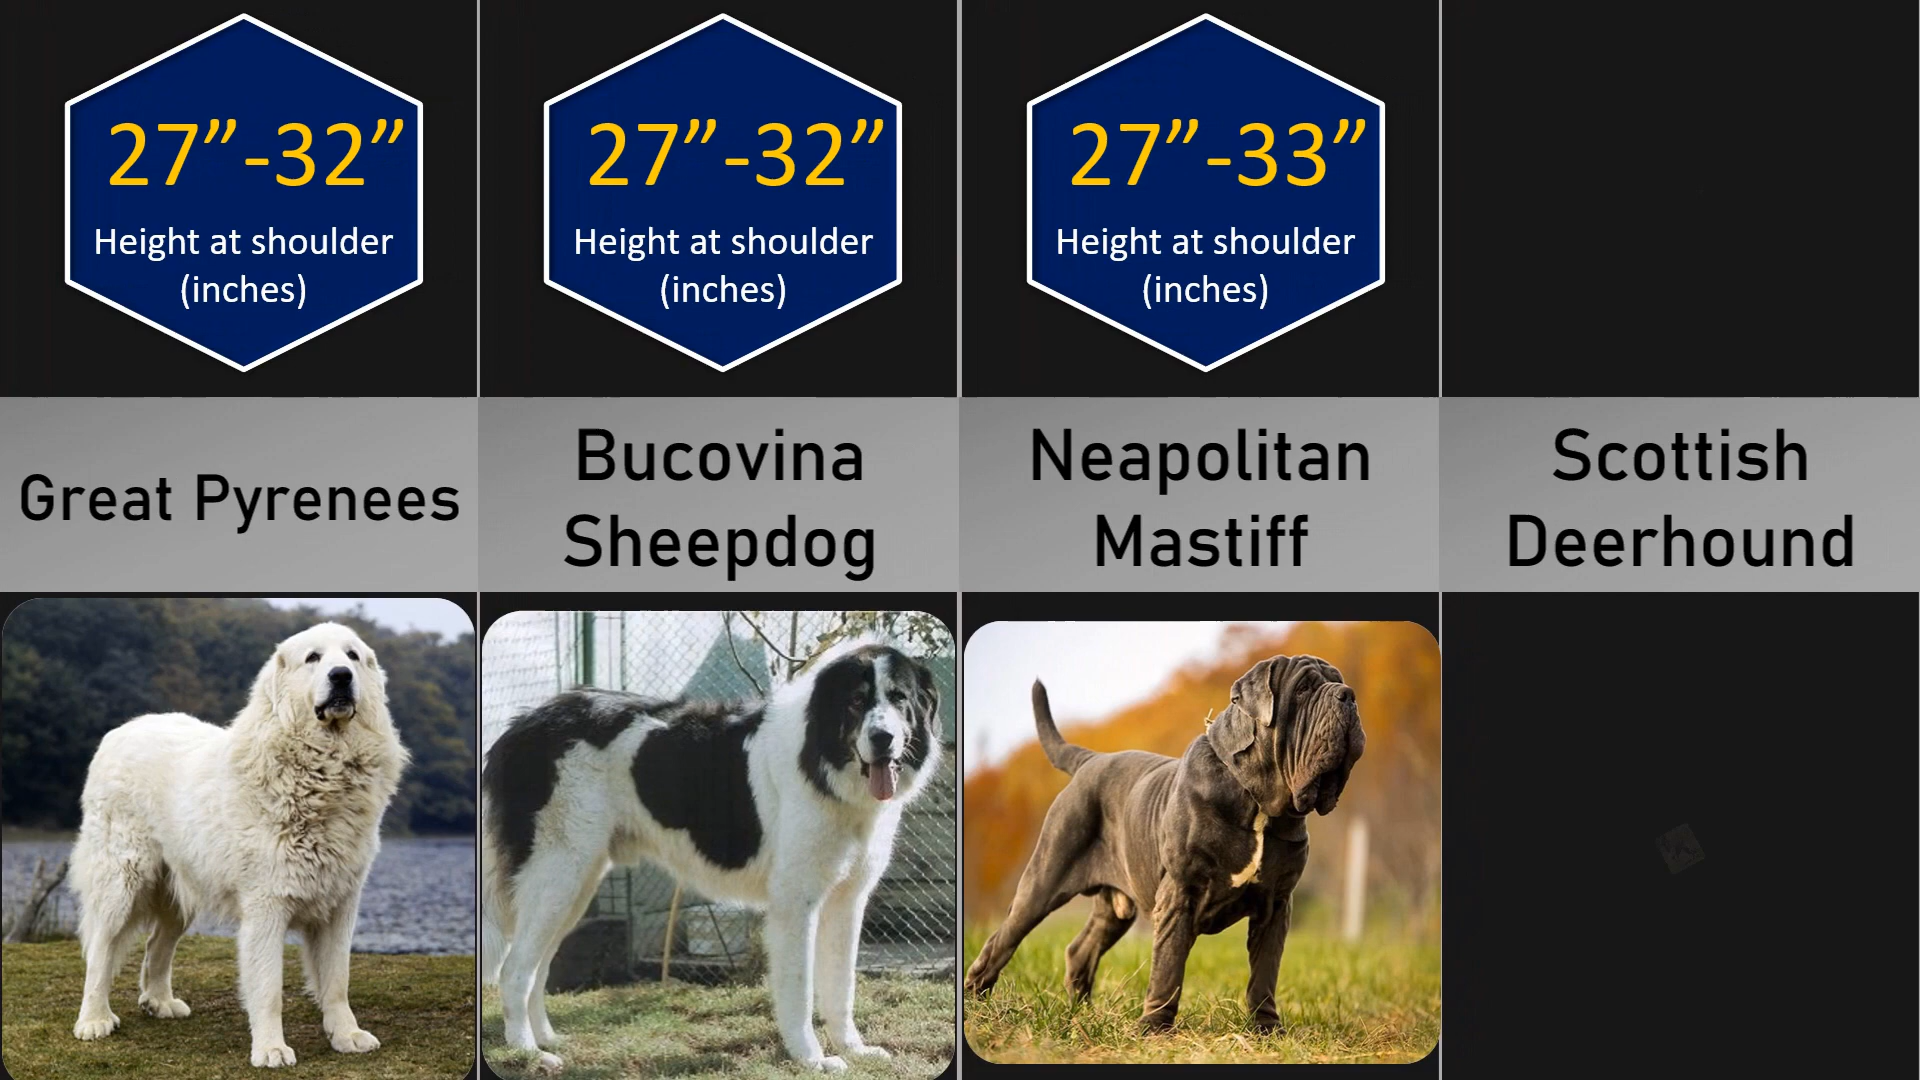 27”-32”
Height at shoulder
(inches)
27”-32”
Height at shoulder
(inches)
27”-33”
Height at shoulder
(inches)
Great Pyrenees
Bucovina
Sheepdog
Neapolitan
Mastiff
Scottish
Deerhound